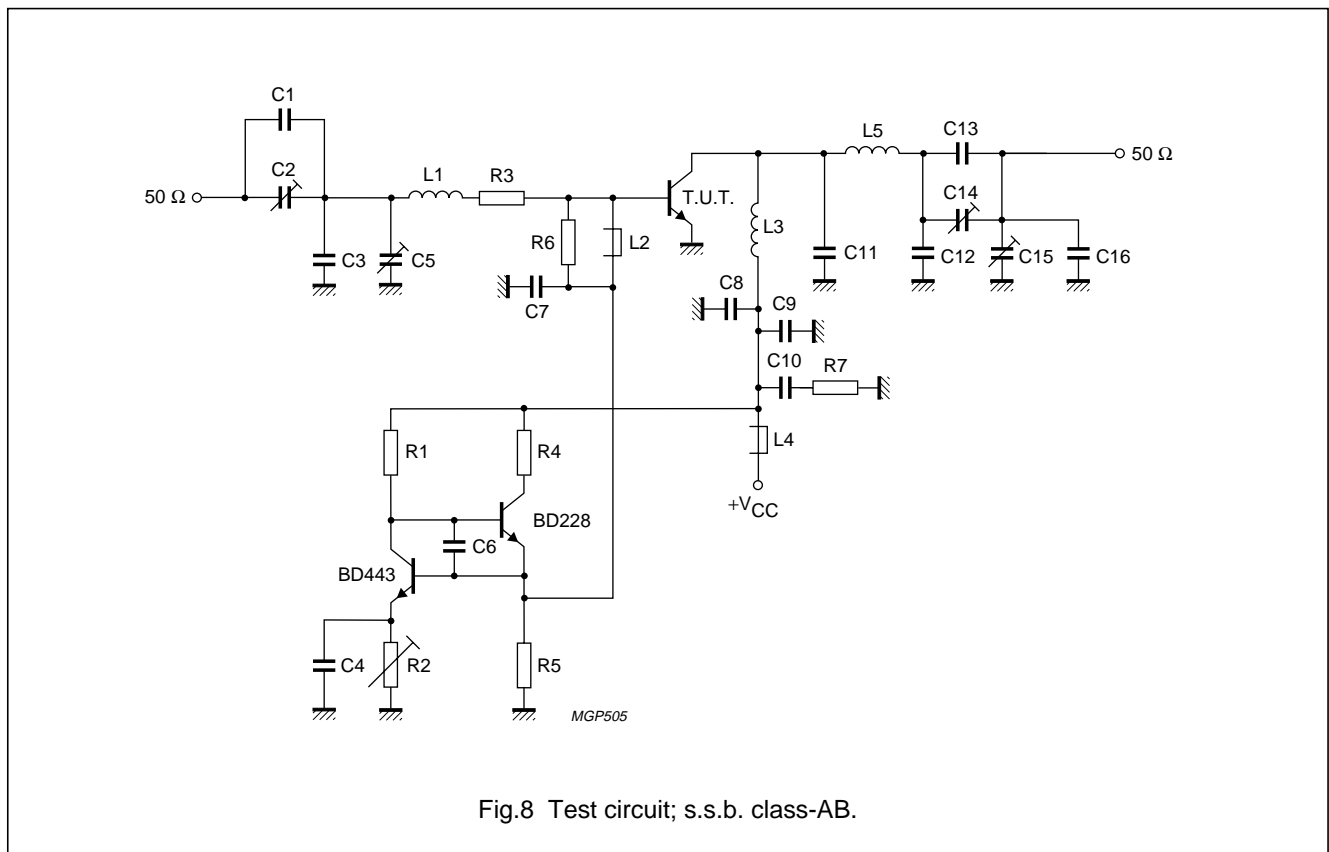 C1
C2
50 Ω
L1
R3
C3
C5
R6
L2
C7
T.U.T.
L3
L5
C13
50 Ω
C14
C11
C12
C15
C16
C8
C9
C10
R7
L4
+VCC
R1
R4
BD228
C6
BD443
C4
R2
R5
MGP505
Fig.8 Test circuit; s.s.b. class-AB.